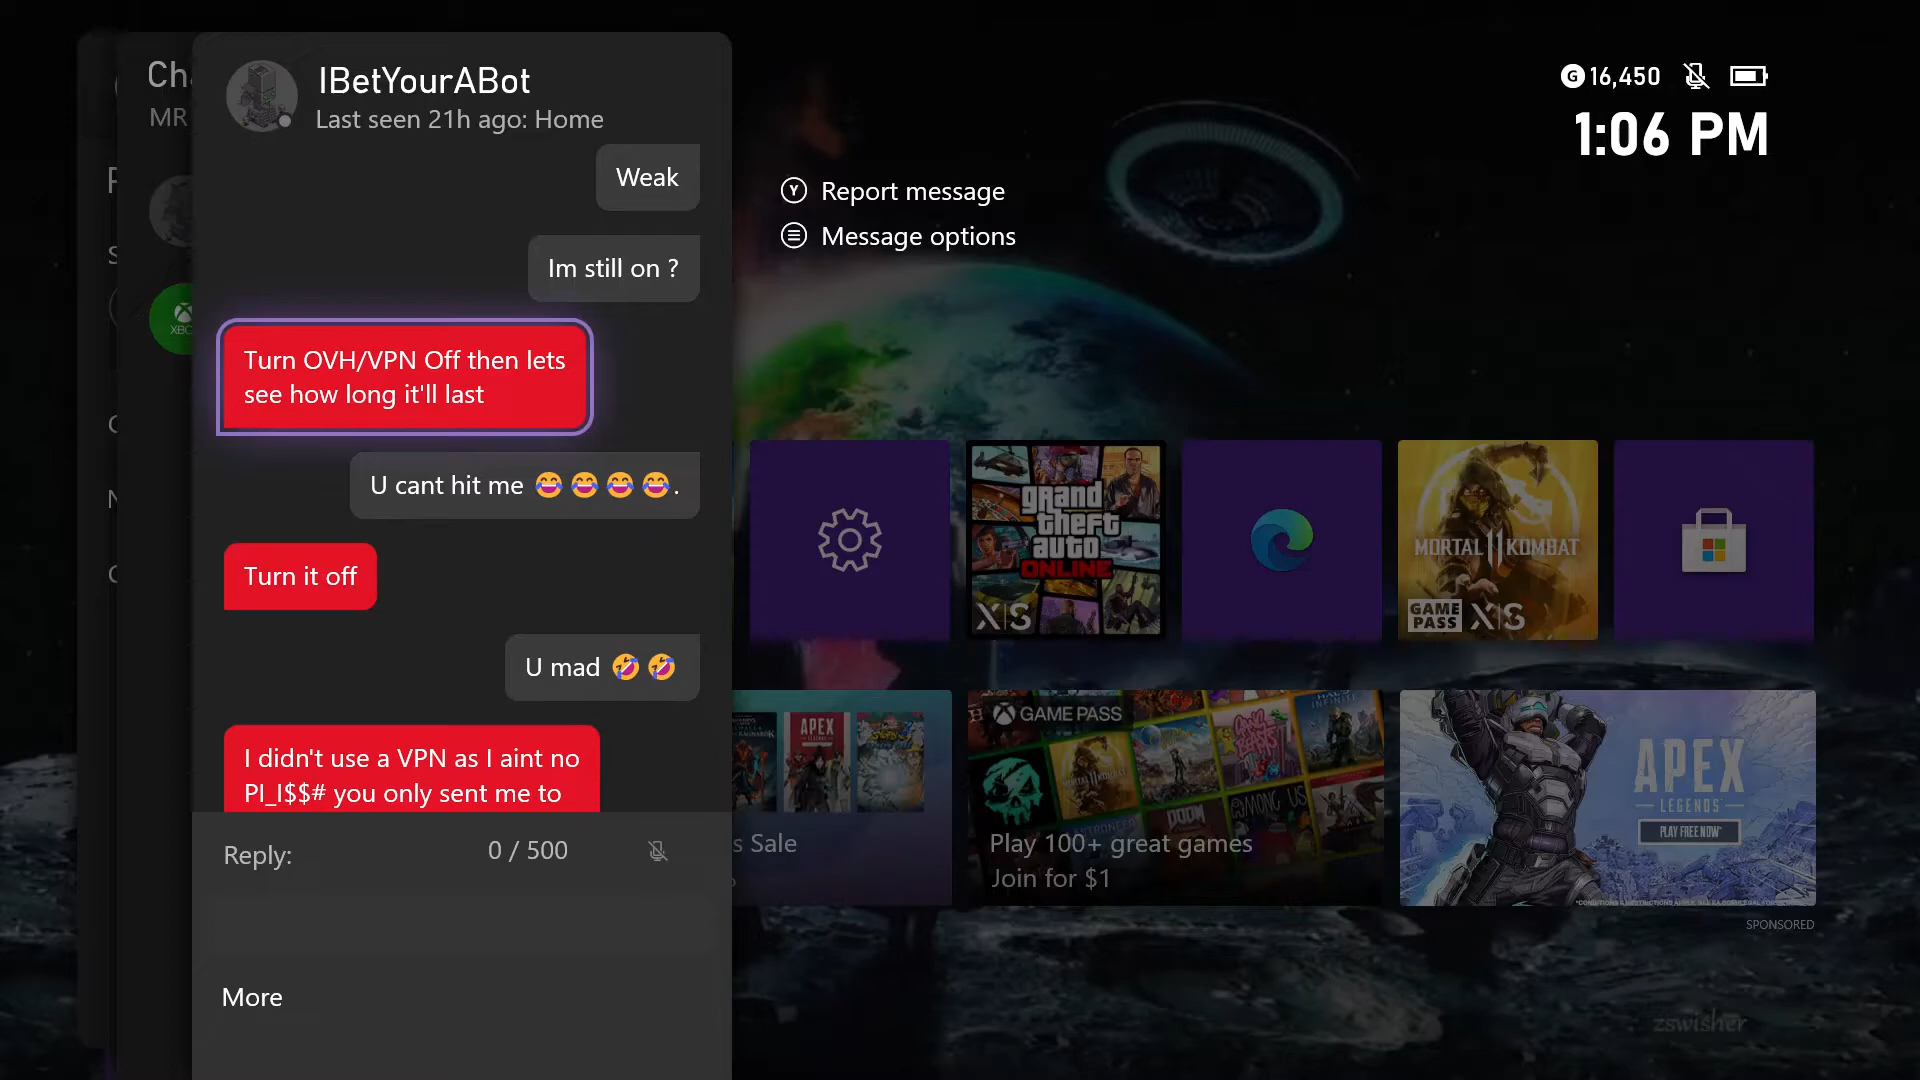 Ch
MR
IBetYourABot
Last seen 21h ago: Home
Weak
Im still on ?
Turn OVH/VPN Off then lets
see how long it'll last
U cant hit me 😂 😂 😂 😂 .
Turn it off
U mad 🤣 🤣
I didn't use a VPN as I aint no
PI_I$$# you only sent me to
Reply:
0 / 500
More
G 16,450
1:06 PM
Y Report message
Message options
grand
theft
auto
ONLINE
X|S
MORTAL 11 KOMBAT
GAME
PASS
X|S
APEX
s Sale
GAME PASS
AMONG US
DOOM
Play 100+ great games
Join for $1
APEX
LEGENDS
PLAY FREE NOW
SPONSORED
zswisher